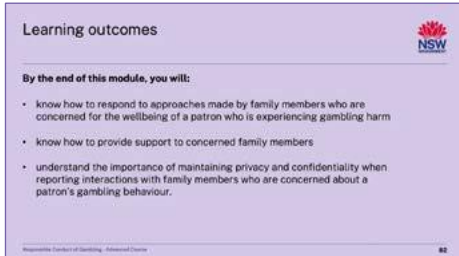 Learning outcomes
NSW
GOVERNMENT
By the end of this module, you will:
• know how to respond to approaches made by family members who are
concerned for the wellbeing of a patron who is experiencing gambling harm
• know how to provide support to concerned family members
• understand the importance of maintaining privacy and confidentiality when
reporting interactions with family members who are concerned about a
patron's gambling behaviour.
Responsible Conduct of Gambling - Advanced Course
82